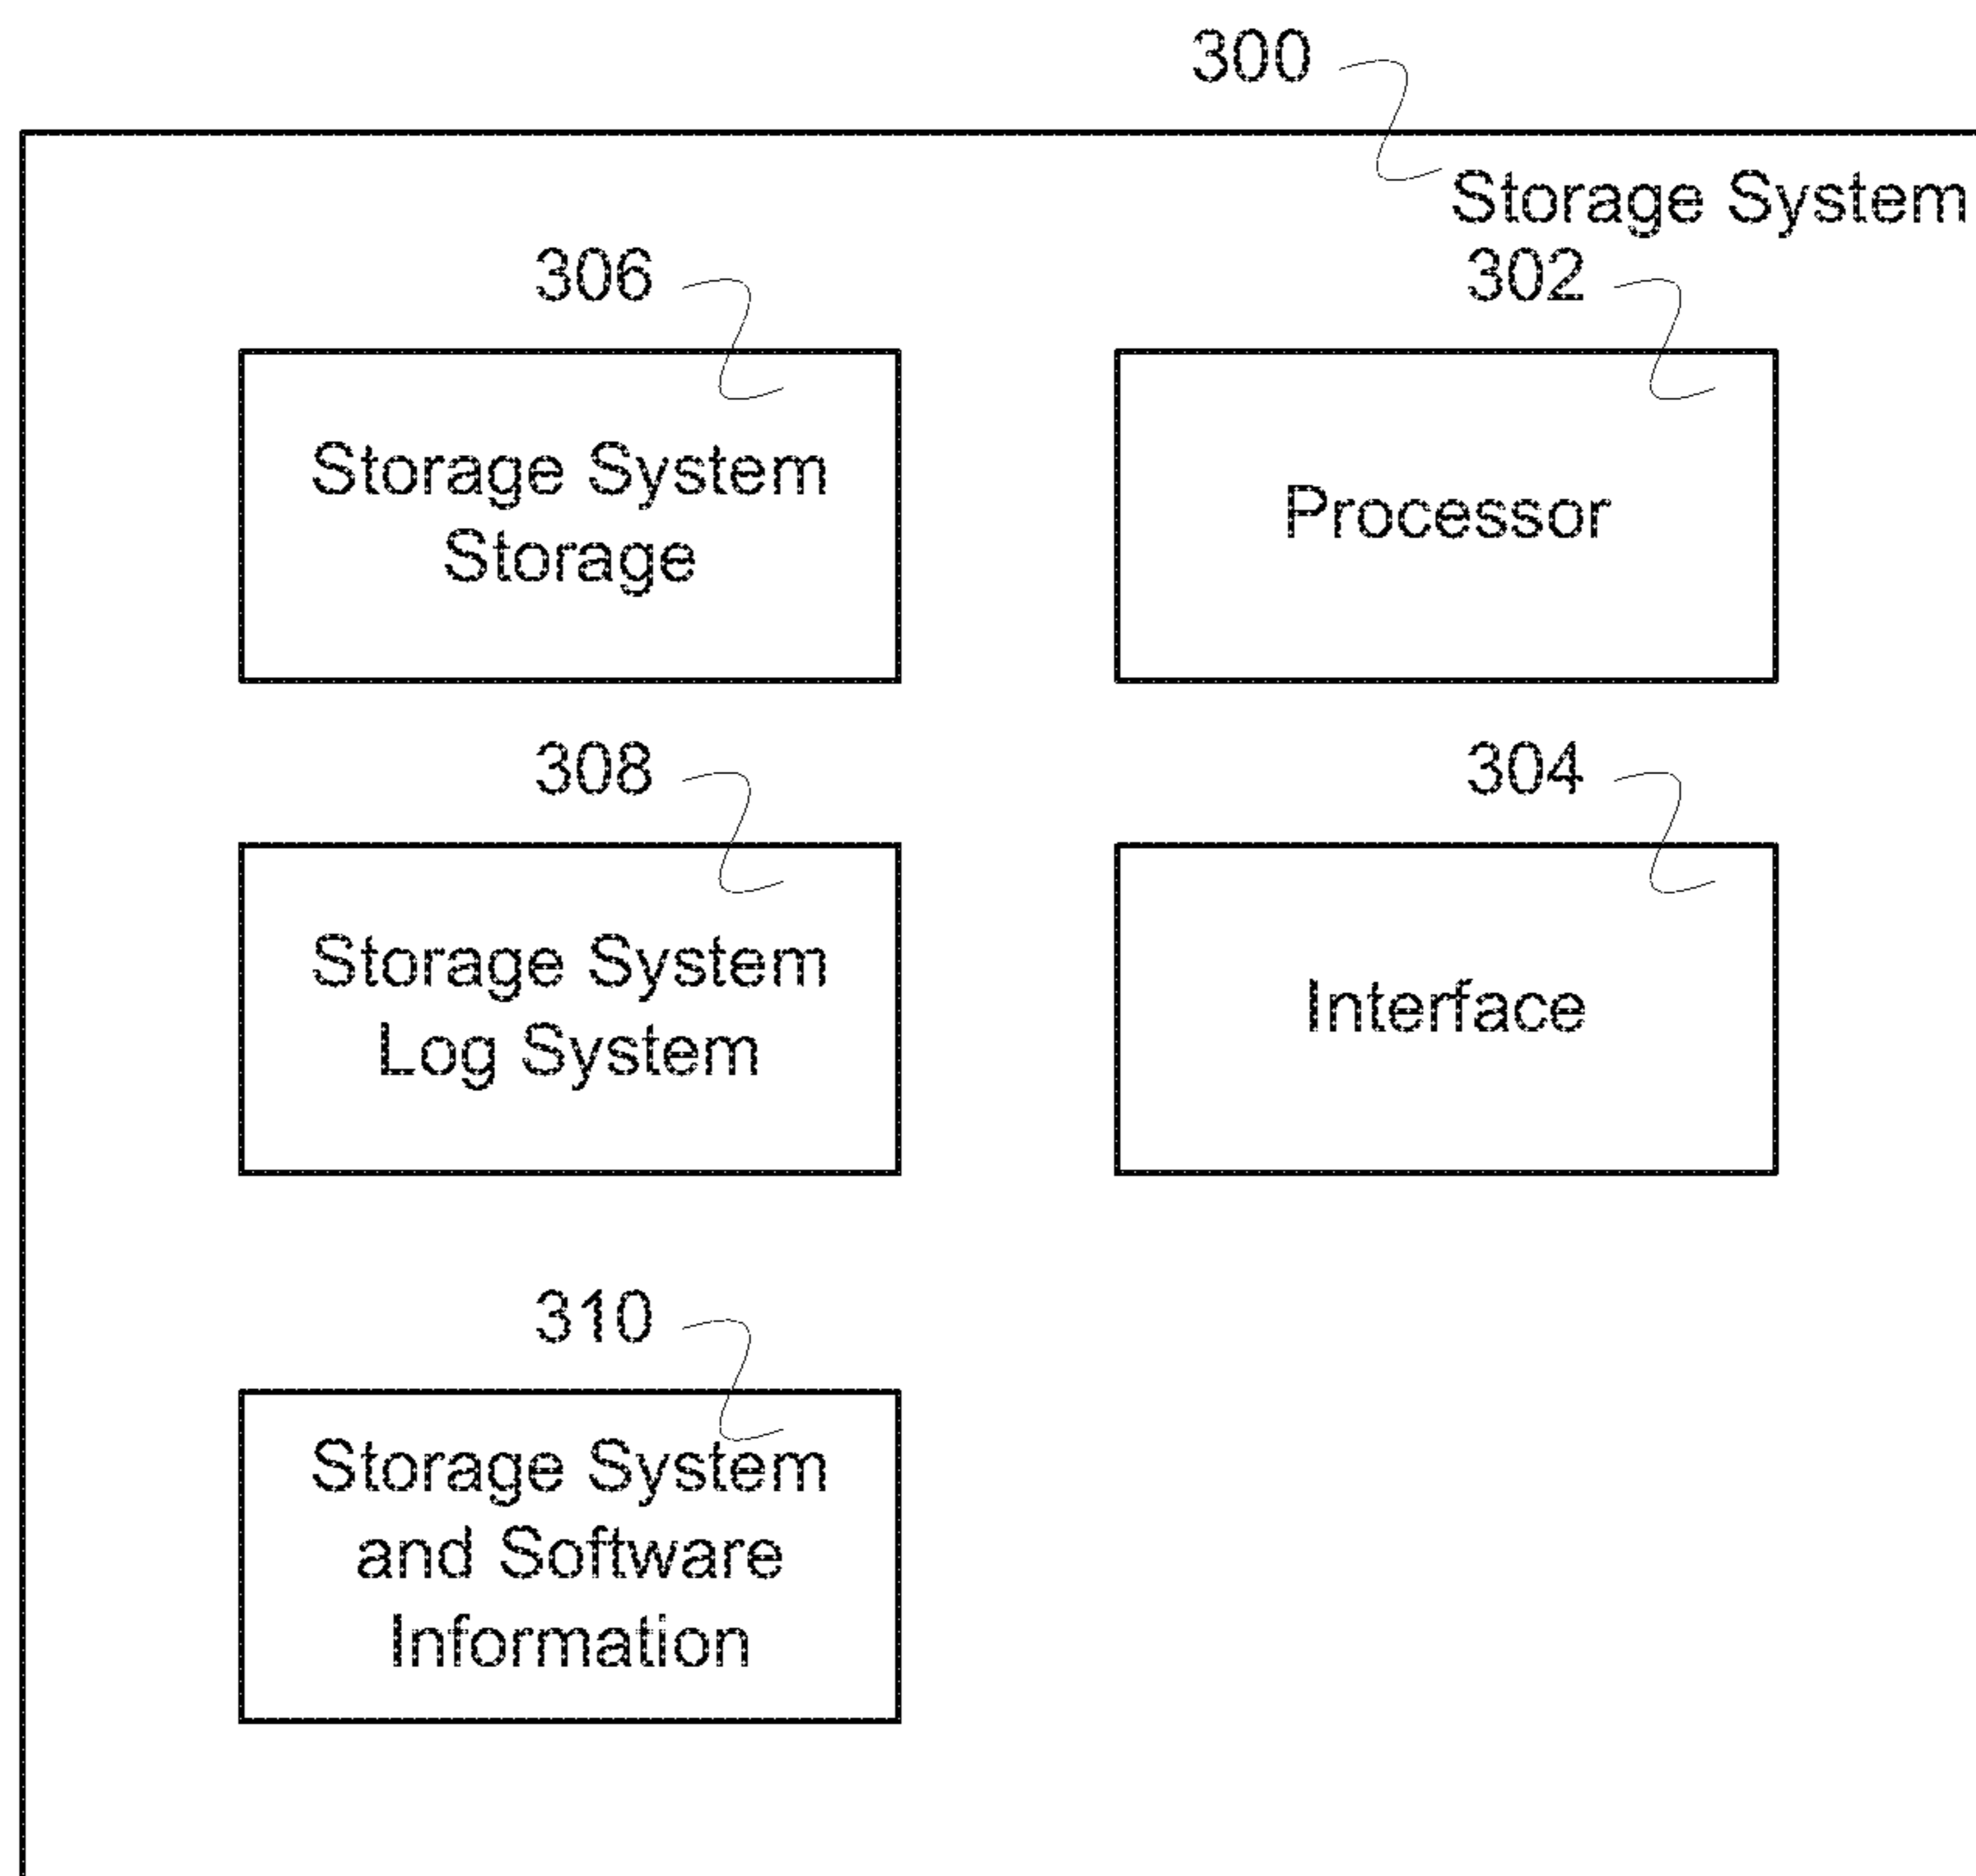 300
Storage System
306
302
Storage System
Storage
Processor
308
304
Storage System
Log System
Interface
310
Storage System
and Software
Information